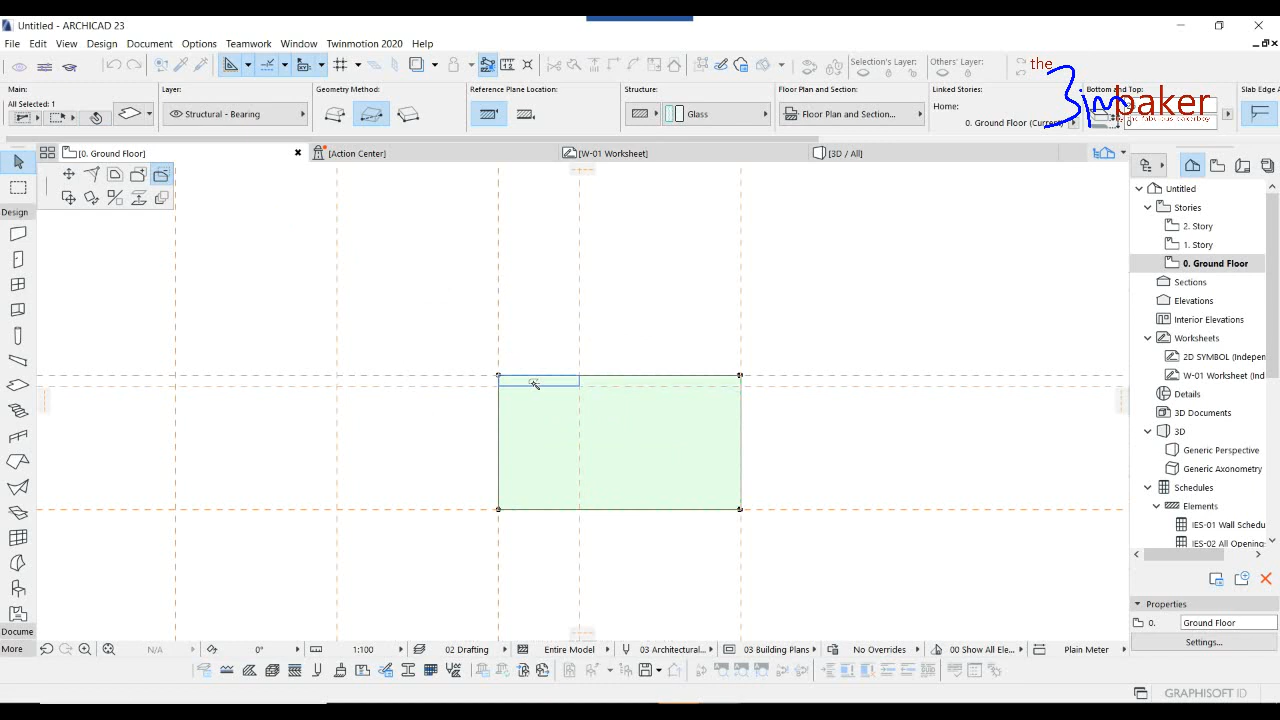 Untitled - ARCHICAD 23
File Edit View Design Document Options Teamwork Window Twinmotion 2020 Help
Selection's Layer:
Others' Layer:
the
3imbaker
Main:
Layer:
Geometry Method:
Reference Plane Location:
Structure:
Floor Plan and Section:
Linked Stories:
Bottom and Top:
Slab Edge A
All Selected: 1
Structural - Bearing
Glass
Floor Plan and Section...
Home:
0. Ground Floor (Current)
0
[0. Ground Floor]
[Action Center]
[W-01 Worksheet]
[3D / All]
Design
Untitled
Stories
2. Story
1. Story
0. Ground Floor
Sections
Elevations
Interior Elevations
Worksheets
2D SYMBOL (Indepen
W-01 Worksheet (Ind
Details
3D Documents
3D
Generic Perspective
Generic Axonometry
Schedules
Elements
IES-01 Wall Schedu
IES-02 All Opening:
Properties
0. Ground Floor
Settings...
Docume
More
N/A 0° 1:100 02 Drafting Entire Model 03 Architectural... 03 Building Plans No Overrides 00 Show All Ele... Plain Meter
GRAPHISOFT ID